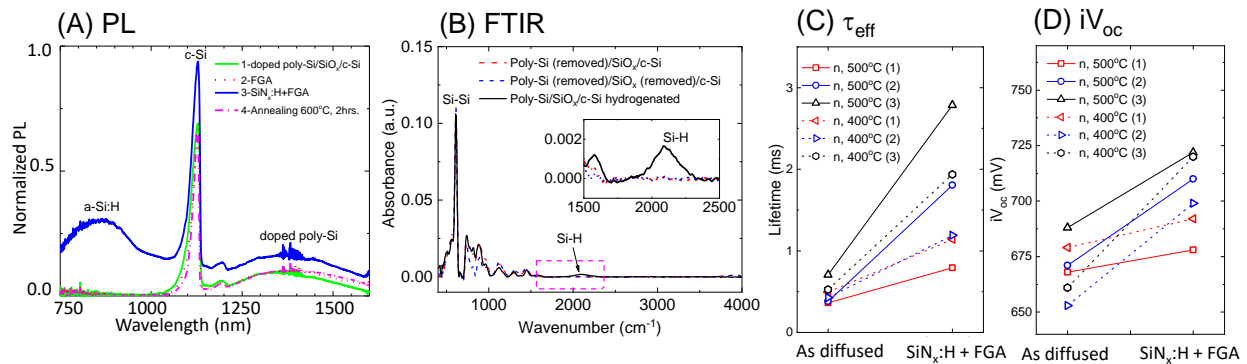 (A) PL
1.0
0.5
0.0
Normalized PL
c-Si
1-doped poly-Si/SiOx/c-Si
2-FGA
3-SiNx:H+FGA
4-Annealing 600°C, 2hrs.
a-Si:H
doped poly-Si
750 1000 1250 1500
Wavelength (nm)
(B) FTIR
0.15
0.10
0.05
0.00
Absorbance (a.u.)
Poly-Si (removed)/SiOx/c-Si
Poly-Si (removed)/SiOx (removed)/c-Si
Poly-Si/SiOx/c-Si hydrogenated
Si-Si
0.002
0.000
Si-H
1500 2000 2500
Si-H
1000 2000 3000 4000
Wavenumber (cm-1)
(C) τeff
3
2
1
0
Lifetime (ms)
n, 500°C (1)
n, 500°C (2)
n, 500°C (3)
n, 400°C (1)
n, 400°C (2)
n, 400°C (3)
As diffused SiNx:H + FGA
(D) iVoc
750
725
700
675
650
iVoc (mV)
n, 500°C (1)
n, 500°C (2)
n, 500°C (3)
n, 400°C (1)
n, 400°C (2)
n, 400°C (3)
As diffused SiNx:H + FGA